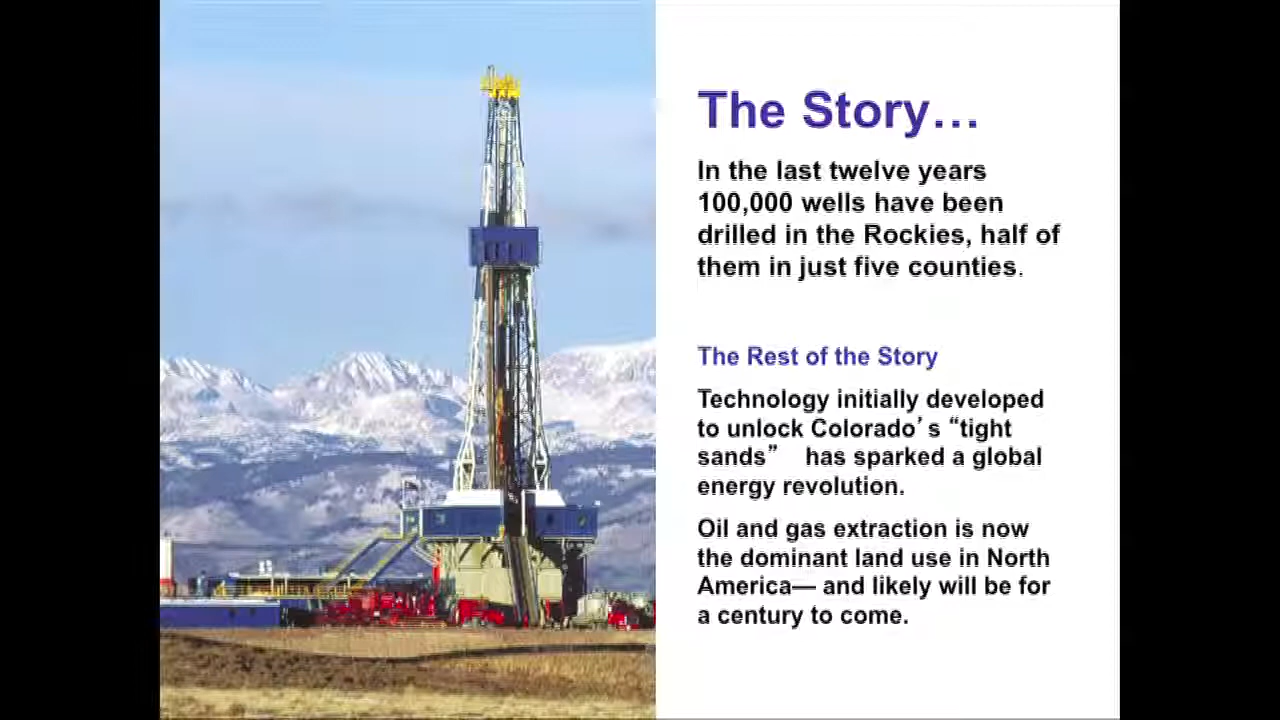 The Story…
In the last twelve years
100,000 wells have been
drilled in the Rockies, half of
them in just five counties.
The Rest of the Story
Technology initially developed
to unlock Colorado’s “tight
sands” has sparked a global
energy revolution.
Oil and gas extraction is now
the dominant land use in North
America— and likely will be for
a century to come.